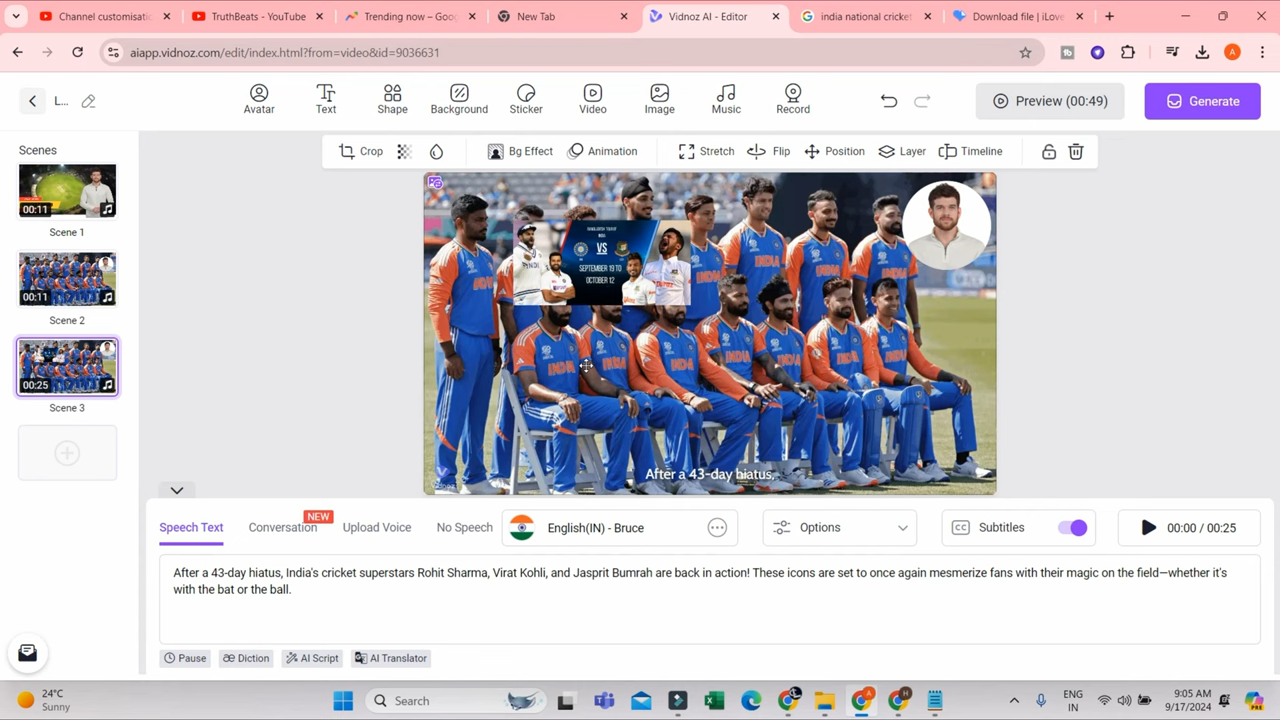 Channel customisati
TruthBeats - YouTube
Trending now – Goo
New Tab
Vidnoz AI - Editor
india national cricket
Download file | iLove
aiapp.vidnoz.com/edit/index.html?from=video&id=9036631
A
L...
Avatar
Text
Shape
Background
Sticker
Video
Image
Music
Record
Preview (00:49)
Generate
Scenes
Crop
Bg Effect
Animation
Stretch
Flip
Position
Layer
Timeline
00:11
Scene 1
00:11
Scene 2
00:25
Scene 3
VS
SEPTEMBER 19 TO
OCTOBER 12
INDIA
INDIA
INDIA
INDIA
INDIA
INDIA
After a 43-day hiatus,
Speech Text
Conversation
NEW
Upload Voice
No Speech
English(IN) - Bruce
Options
CC
Subtitles
00:00 / 00:25
After a 43-day hiatus, India's cricket superstars Rohit Sharma, Virat Kohli, and Jasprit Bumrah are back in action! These icons are set to once again mesmerize fans with their magic on the field—whether it's
with the bat or the ball.
Pause
Diction
AI Script
AI Translator
24°C
Sunny
Search
ENG
IN
9:05 AM
9/17/2024